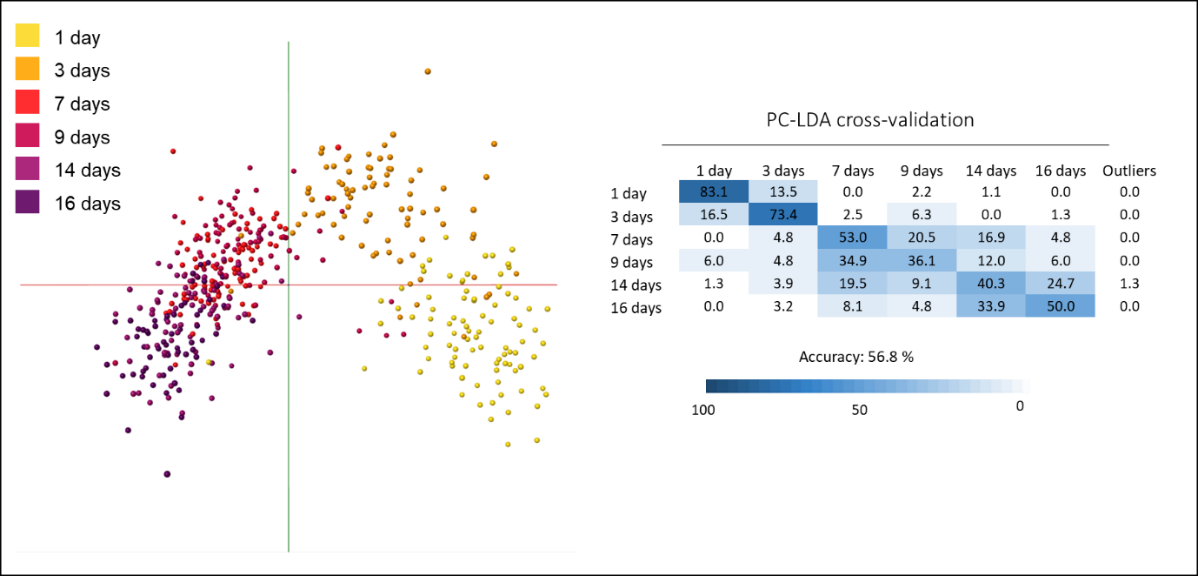 1 day
3 days
7 days
9 days
14 days
16 days
PC-LDA cross-validation
1 day 3 days 7 days 9 days 14 days 16 days Outliers
1 day 83.1 13.5 0.0 2.2 1.1 0.0 0.0
3 days 16.5 73.4 2.5 6.3 0.0 1.3 0.0
7 days 0.0 4.8 53.0 20.5 16.9 4.8 0.0
9 days 6.0 4.8 34.9 36.1 12.0 6.0 0.0
14 days 1.3 3.9 19.5 9.1 40.3 24.7 1.3
16 days 0.0 3.2 8.1 4.8 33.9 50.0 0.0
Accuracy: 56.8 %
100 50 0